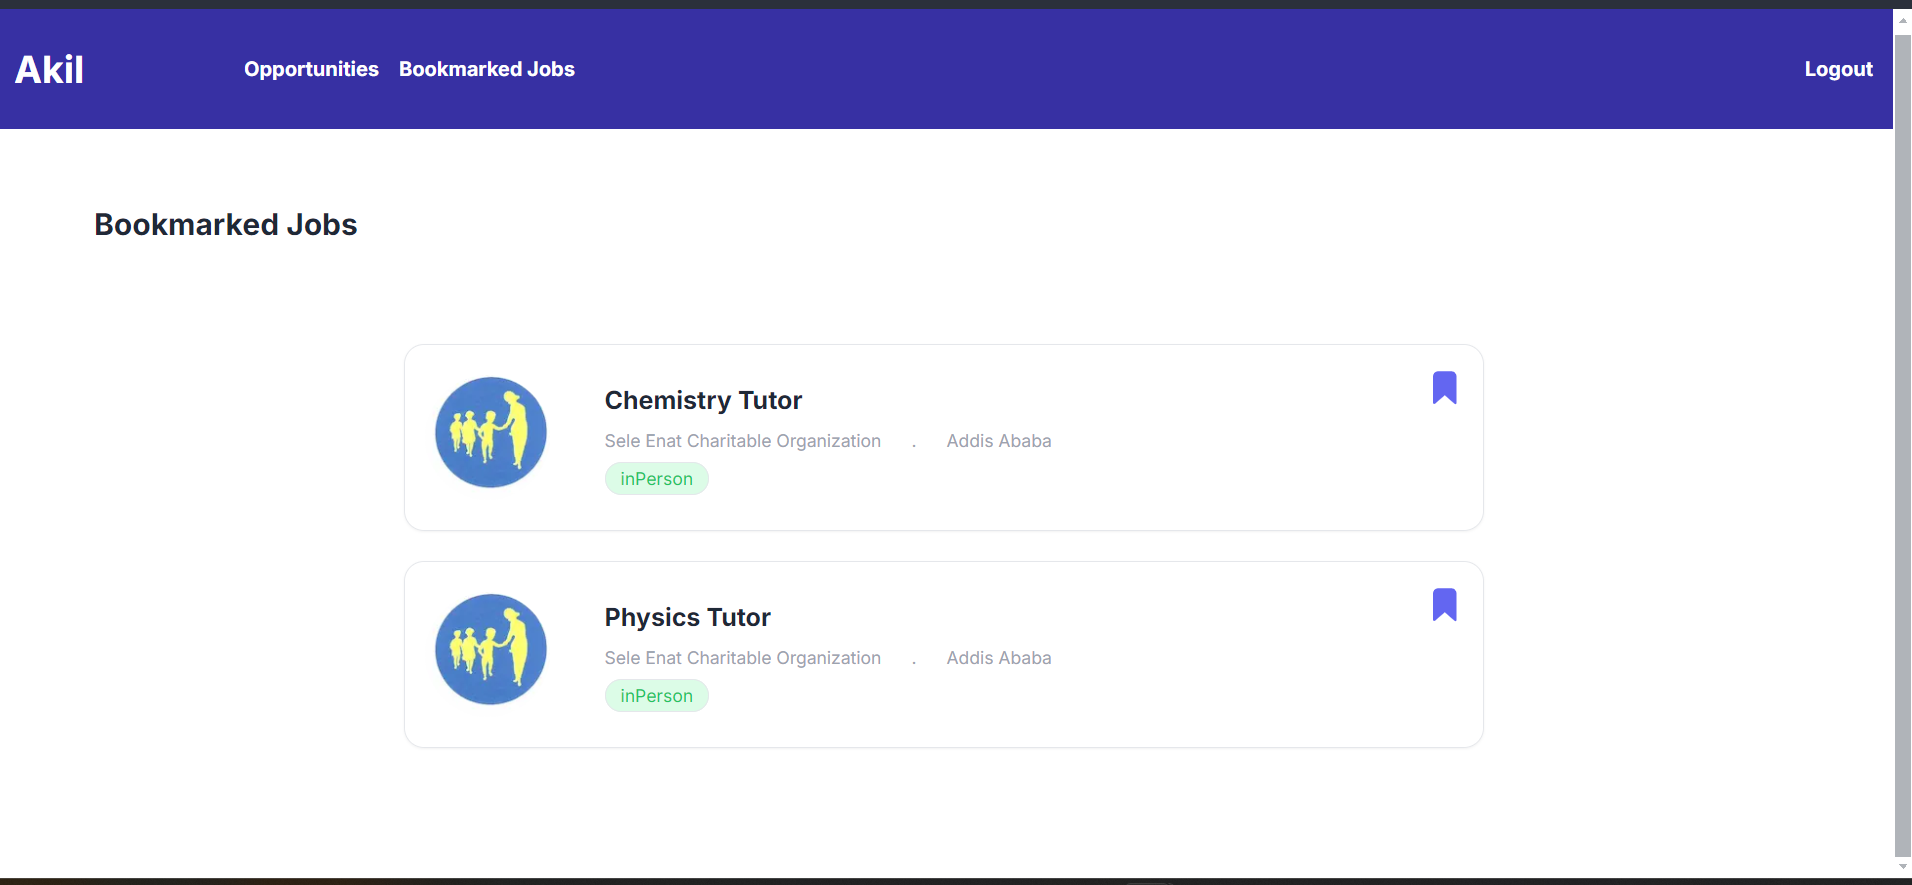 Akil Opportunities Bookmarked Jobs Logout
Bookmarked Jobs
Chemistry Tutor
Sele Enat Charitable Organization . Addis Ababa
inPerson
Physics Tutor
Sele Enat Charitable Organization . Addis Ababa
inPerson